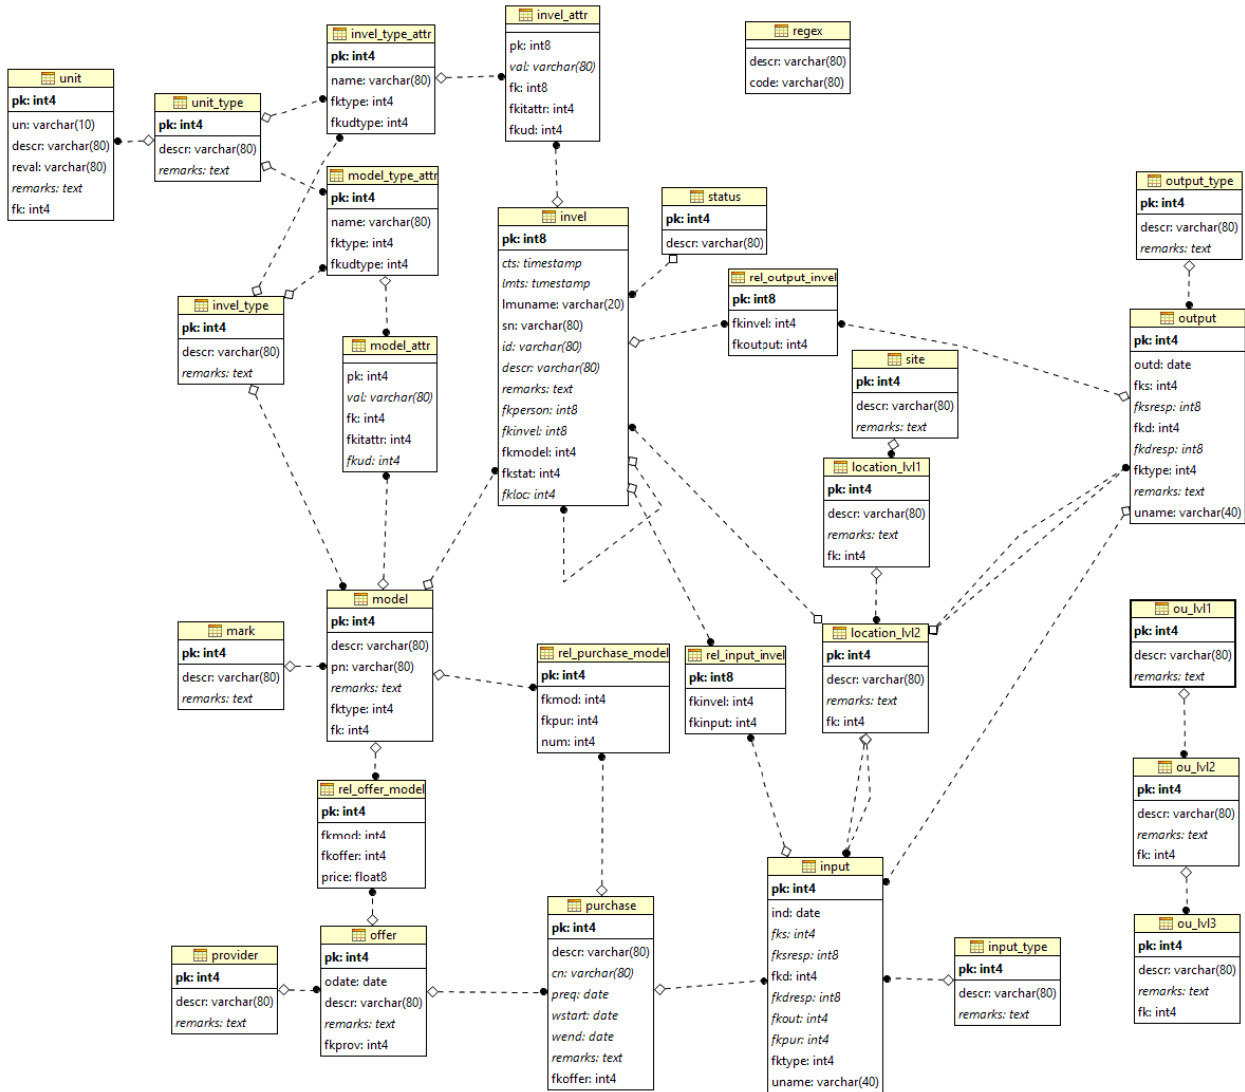 invel_attr
pk: int8
val: varchar(80)
fk: int8
fkitattr: int4
fkud: int4
regex
descr: varchar(80)
code: varchar(80)
invel_type_attr
pk: int4
name: varchar(80)
fktype: int4
fkudtype: int4
unit
pk: int4
un: varchar(10)
descr: varchar(80)
reval: varchar(80)
remarks: text
fk: int4
unit_type
pk: int4
descr: varchar(80)
remarks: text
model_type_attr
pk: int4
name: varchar(80)
fktype: int4
fkudtype: int4
status
pk: int4
descr: varchar(80)
output_type
pk: int4
descr: varchar(80)
remarks: text
invel
pk: int8
cts: timestamp
lmts: timestamp
lmuname: varchar(20)
sn: varchar(80)
id: varchar(80)
descr: varchar(80)
remarks: text
fkperson: int8
fkinvel: int8
fkmodel: int4
fkstat: int4
fkloc: int4
rel_output_invel
pk: int8
fkinvel: int4
fkoutput: int4
invel_type
pk: int4
descr: varchar(80)
remarks: text
output
pk: int4
outd: date
fks: int4
fksresp: int8
fkd: int4
fkdresp: int8
fktype: int4
remarks: text
uname: varchar(40)
model_attr
pk: int4
val: varchar(80)
fk: int4
fkitattr: int4
fkud: int4
site
pk: int4
descr: varchar(80)
remarks: text
location_lvl1
pk: int4
descr: varchar(80)
remarks: text
fk: int4
model
pk: int4
descr: varchar(80)
pn: varchar(80)
remarks: text
fktype: int4
fk: int4
mark
pk: int4
descr: varchar(80)
remarks: text
rel_purchase_model
pk: int4
fkmod: int4
fkpur: int4
num: int4
rel_input_invel
pk: int8
fkinvel: int4
fkinput: int4
location_lvl2
pk: int4
descr: varchar(80)
remarks: text
fk: int4
ou_lvl1
pk: int4
descr: varchar(80)
remarks: text
rel_offer_model
pk: int4
fkmod: int4
fkoffer: int4
price: float8
ou_lvl2
pk: int4
descr: varchar(80)
remarks: text
fk: int4
provider
pk: int4
descr: varchar(80)
remarks: text
offer
pk: int4
odate: date
descr: varchar(80)
remarks: text
fkprov: int4
purchase
pk: int4
descr: varchar(80)
cn: varchar(80)
preq: date
wstart: date
wend: date
remarks: text
fkoffer: int4
input
pk: int4
ind: date
fks: int4
fksresp: int8
fkd: int4
fkdresp: int8
fkout: int4
fkpur: int4
fktype: int4
uname: varchar(40)
input_type
pk: int4
descr: varchar(80)
remarks: text
ou_lvl3
pk: int4
descr: varchar(80)
remarks: text
fk: int4